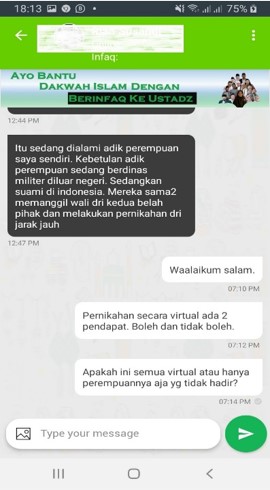 18:13
75%
Infaq:
Ayo Bantu
Dakwah Islam Dengan
Berinfaq Ke Ustadz
12:44 PM
Itu sedang dialami adik perempuan
saya sendiri. Kebetulan adik
perempuan sedang berdinas
militer diluar negeri. Sedangkan
suami di indonesia. Mereka sama2
memanggil wali dri kedua belah
pihak dan melakukan pernikahan dri
jarak jauh
12:47 PM
Waalaikum salam.
07:10 PM
Pernikahan secara virtual ada 2
pendapat. Boleh dan tidak boleh.
07:12 PM
Apakah ini semua virtual atau hanya
perempuannya aja yg tidak hadir?
07:14 PM
Type your message